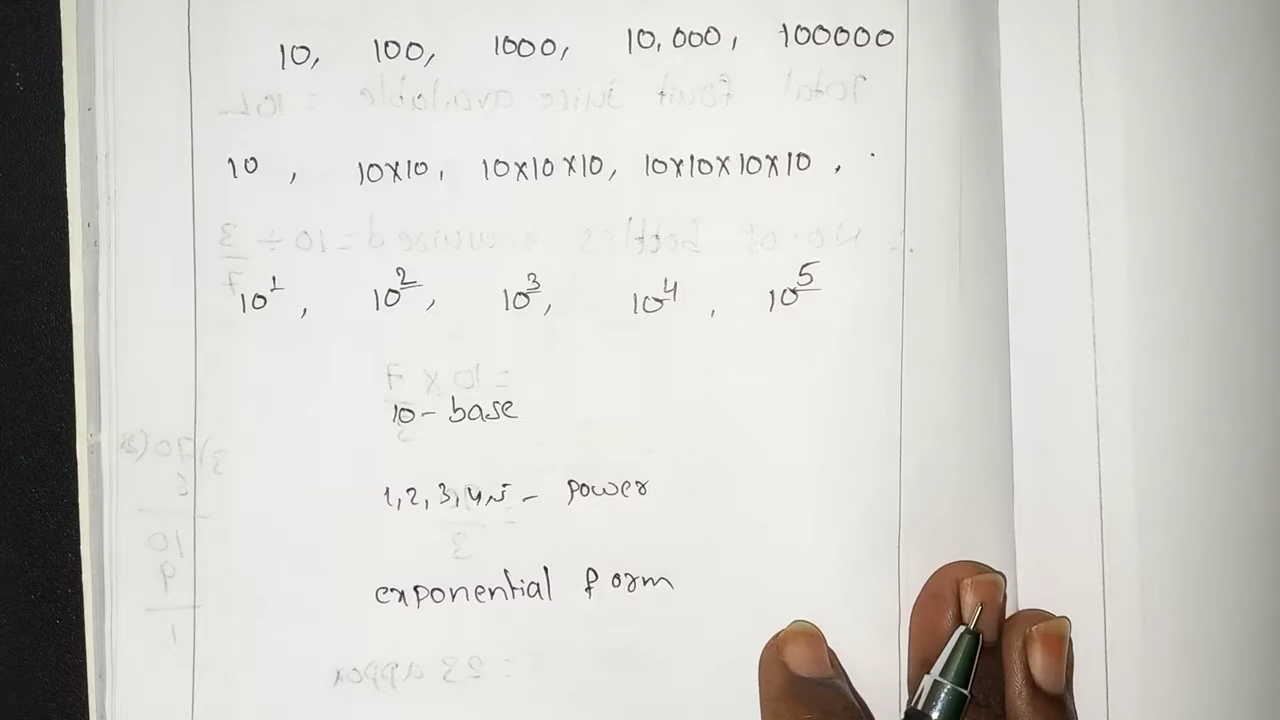 10, 100, 1000, 10,000, 100000
10, 10x10, 10x10x10, 10x10x10x10, .
10¹, 10², 10³, 10⁴, 10⁵
10 - base
1, 2, 3, 4, 5 - power
exponential form